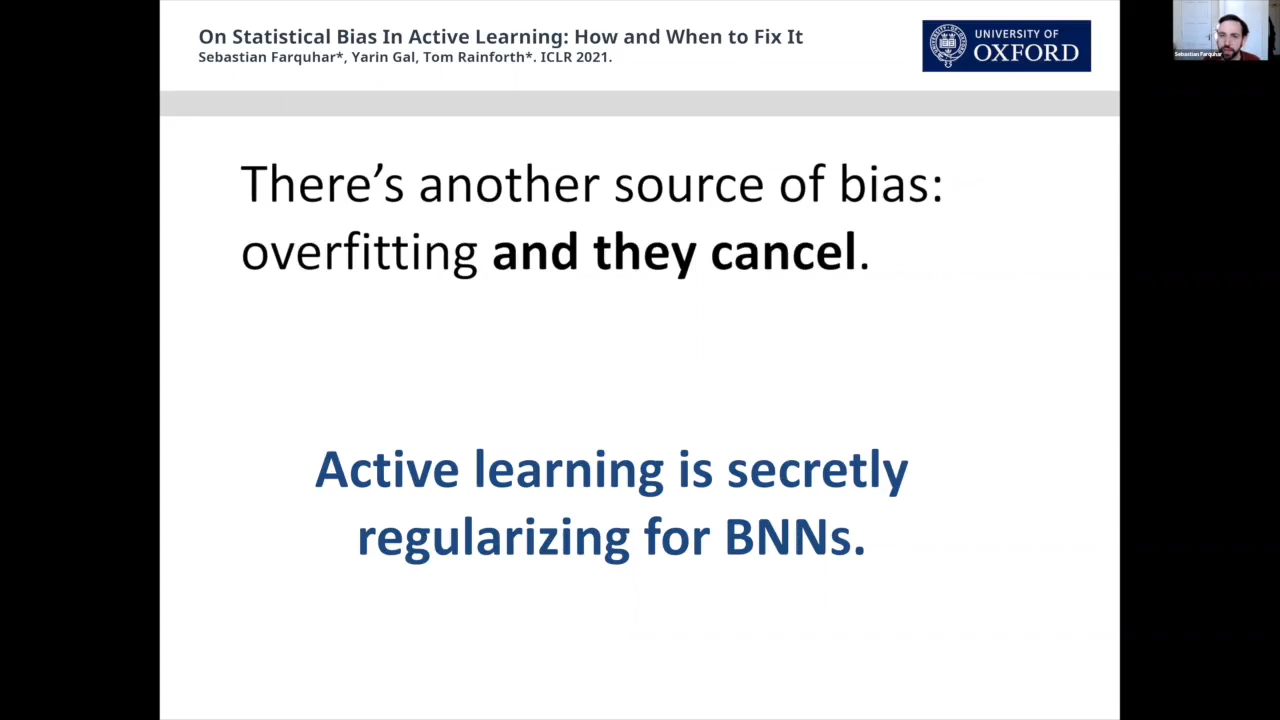 On Statistical Bias In Active Learning: How and When to Fix It
Sebastian Farquhar*, Yarin Gal, Tom Rainforth*. ICLR 2021.
UNIVERSITY OF
OXFORD
Sebastian Farquhar
There’s another source of bias:
overfitting and they cancel.
Active learning is secretly
regularizing for BNNs.